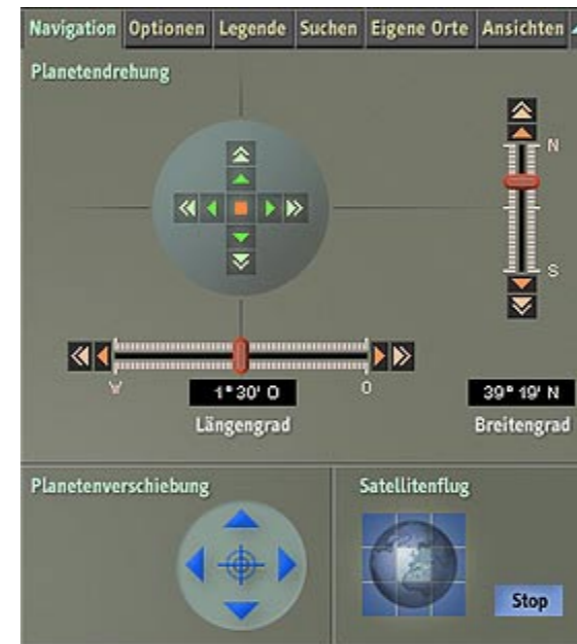 Navigation Optionen Legende Suchen Eigene Orte Ansichten
Planetendrehung
N
S
W O
1° 30' O 39° 19' N
Längengrad Breitengrad
Planetenverschiebung Satellitenflug
Stop